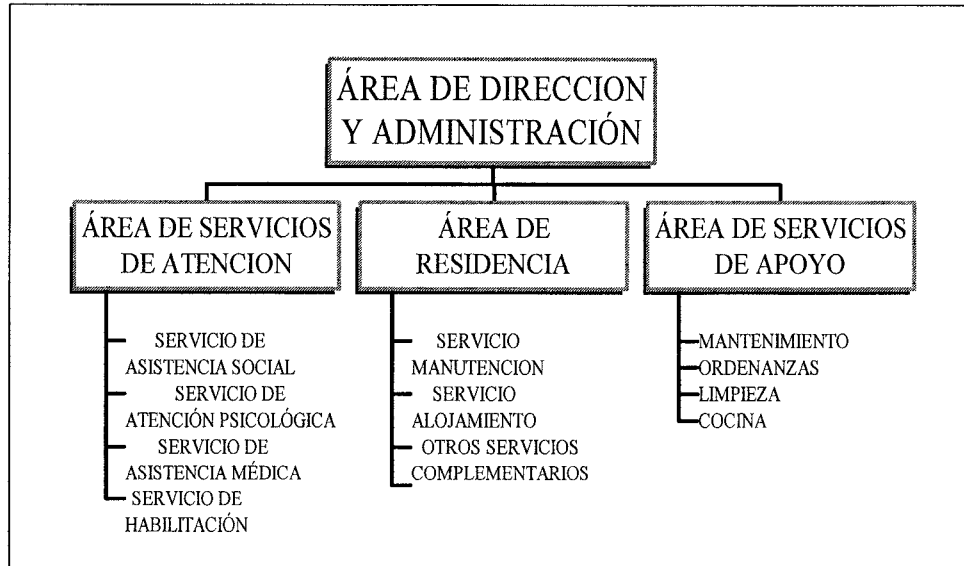 ÁREA DE DIRECCION
Y ADMINISTRACIÓN
ÁREA DE SERVICIOS
DE ATENCION
SERVICIO DE
ASISTENCIA SOCIAL
SERVICIO DE
ATENCIÓN PSICOLÓGICA
SERVICIO DE
ASISTENCIA MÉDICA
SERVICIO DE
HABILITACIÓN
ÁREA DE
RESIDENCIA
SERVICIO
MANUTENCION
SERVICIO
ALOJAMIENTO
OTROS SERVICIOS
COMPLEMENTARIOS
ÁREA DE SERVICIOS
DE APOYO
MANTENIMIENTO
ORDENANZAS
LIMPIEZA
COCINA